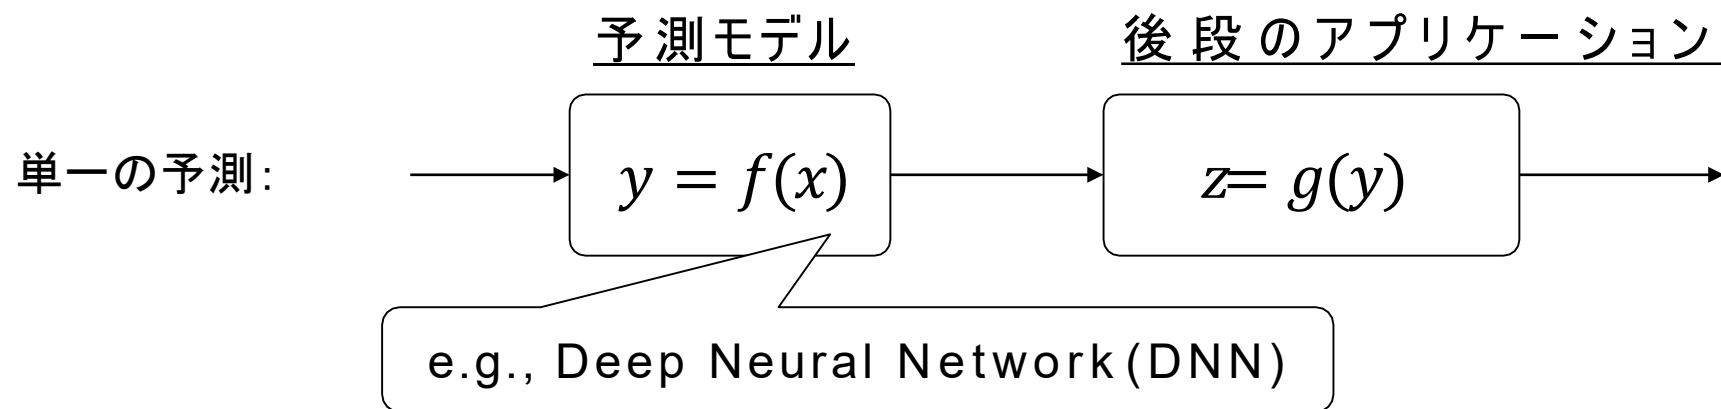 予測モデル
後段のアプリケーション
単一の予測:
y = f(x)
z= g(y)
e.g., Deep Neural Network(DNN)